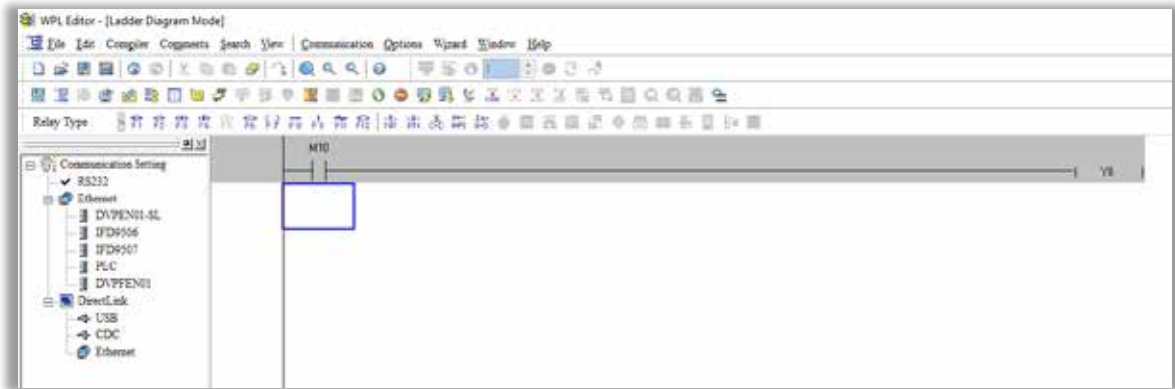 WPL Editor - [Ladder Diagram Mode]
File Edit Compiler Comments Search View Communication Options Wizard Window Help
Relay Type
M10
Communication Setting
RS232
Ethernet
DVPEN01-SL
IFD9506
IFD9507
PLC
DVPFEN01
DirectLink
USB
CDC
Ethernet